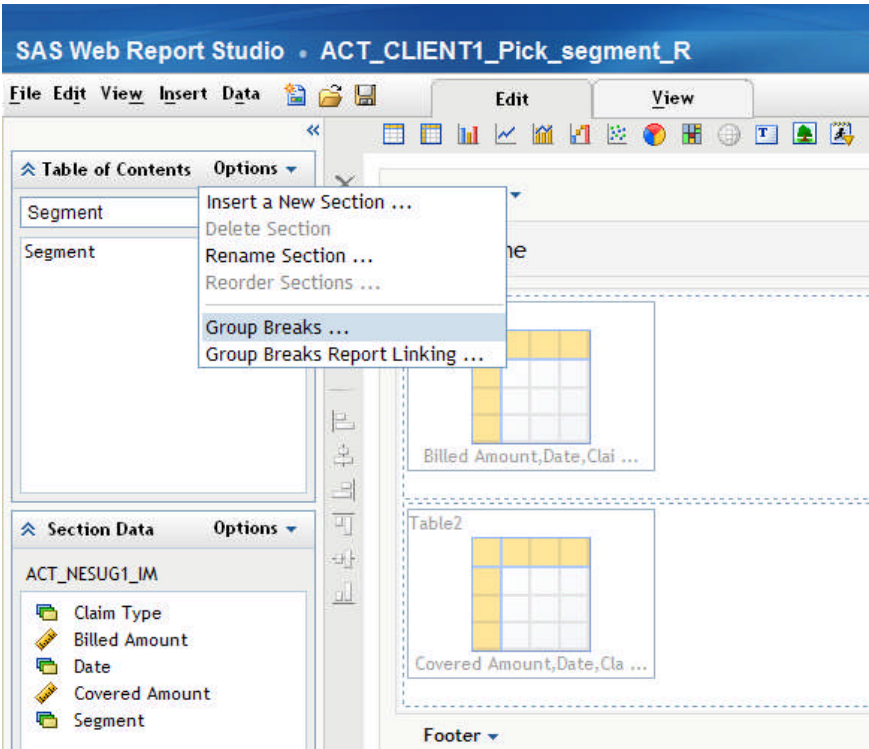 SAS Web Report Studio • ACT_CLIENT1_Pick_segment_R
File Edit View Insert Data
Edit
View
Table of Contents Options
Segment
Segment
Insert a New Section ...
Delete Section
Rename Section ...
Reorder Sections ...
Group Breaks ...
Group Breaks Report Linking ...
Billed Amount,Date,Clai ...
Table2
Covered Amount,Date,Cla ...
Footer
Section Data Options
ACT_NESUG1_IM
Claim Type
Billed Amount
Date
Covered Amount
Segment